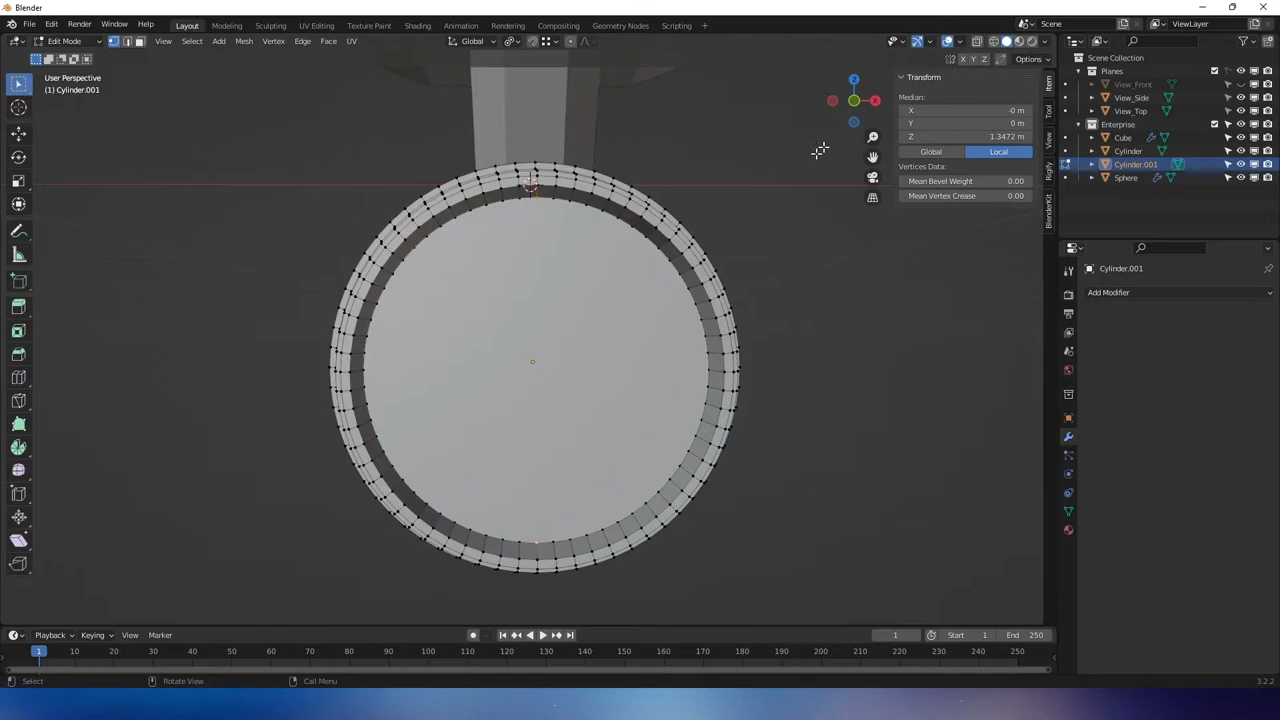 Blender
File Edit Render Window Help Layout Modeling Sculpting UV Editing Texture Paint Shading Animation Rendering Compositing Geometry Nodes Scripting + Scene ViewLayer
Edit Mode View Select Add Mesh Vertex Edge Face UV Global
X Y Z Options
User Perspective
(1) Cylinder.001
Transform
Median:
X -0 m
Y 0 m
Z 1.3472 m
Global Local
Vertices Data:
Mean Bevel Weight 0.00
Mean Vertex Crease 0.00
Z
X
Item
Tool
View
Rigify
BlenderKit
Scene Collection
Planes
View_Front
View_Side
View_Top
Enterprise
Cube
Cylinder
Cylinder.001
Sphere
Cylinder.001
Add Modifier
Playback Keying View Marker 1 Start 1 End 250
1 10 20 30 40 50 60 70 80 90 100 110 120 130 140 150 160 170 180 190 200 210 220 230 240 250
Select Rotate View Call Menu 3.2.2